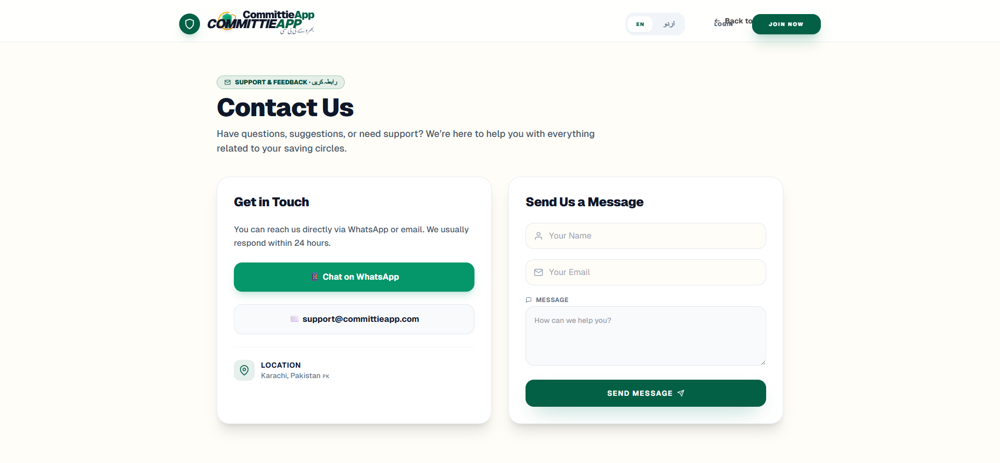 CommittieApp
COMMITTIEAPP
EN
اردو
LOGIN
Back to
JOIN NOW
SUPPORT & FEEDBACK · رابطہ کریں
Contact Us
Have questions, suggestions, or need support? We’re here to help you with everything
related to your saving circles.
Get in Touch
You can reach us directly via WhatsApp or email. We usually
respond within 24 hours.
Chat on WhatsApp
support@committieapp.com
LOCATION
Karachi, Pakistan PK
Send Us a Message
Your Name
Your Email
MESSAGE
How can we help you?
SEND MESSAGE